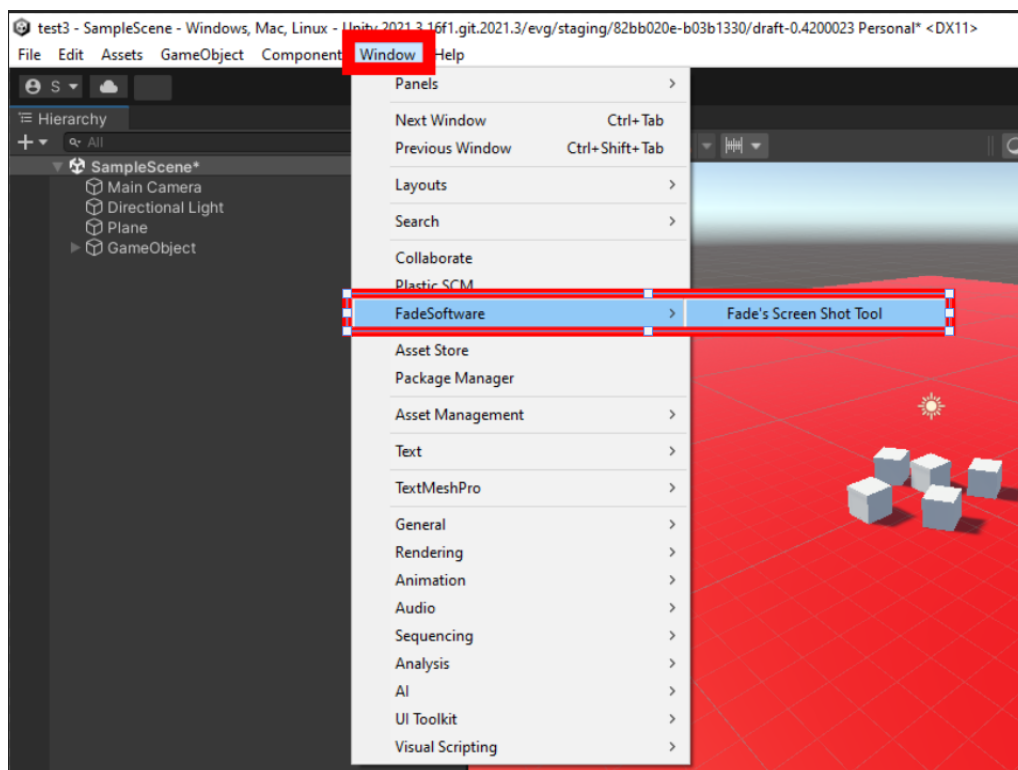 test3 - SampleScene - Windows, Mac, Linux - Unity 2021.3.16f1.git.2021.3/evg/staging/82bb020e-b03b1330/draft-0.4200023 Personal* <DX11>
File Edit Assets GameObject Component Window Help
S
Hierarchy
All
SampleScene*
Main Camera
Directional Light
Plane
GameObject
Panels
Next Window Ctrl+Tab
Previous Window Ctrl+Shift+Tab
Layouts
Search
Collaborate
Plastic SCM
FadeSoftware Fade's Screen Shot Tool
Asset Store
Package Manager
Asset Management
Text
TextMeshPro
General
Rendering
Animation
Audio
Sequencing
Analysis
AI
UI Toolkit
Visual Scripting